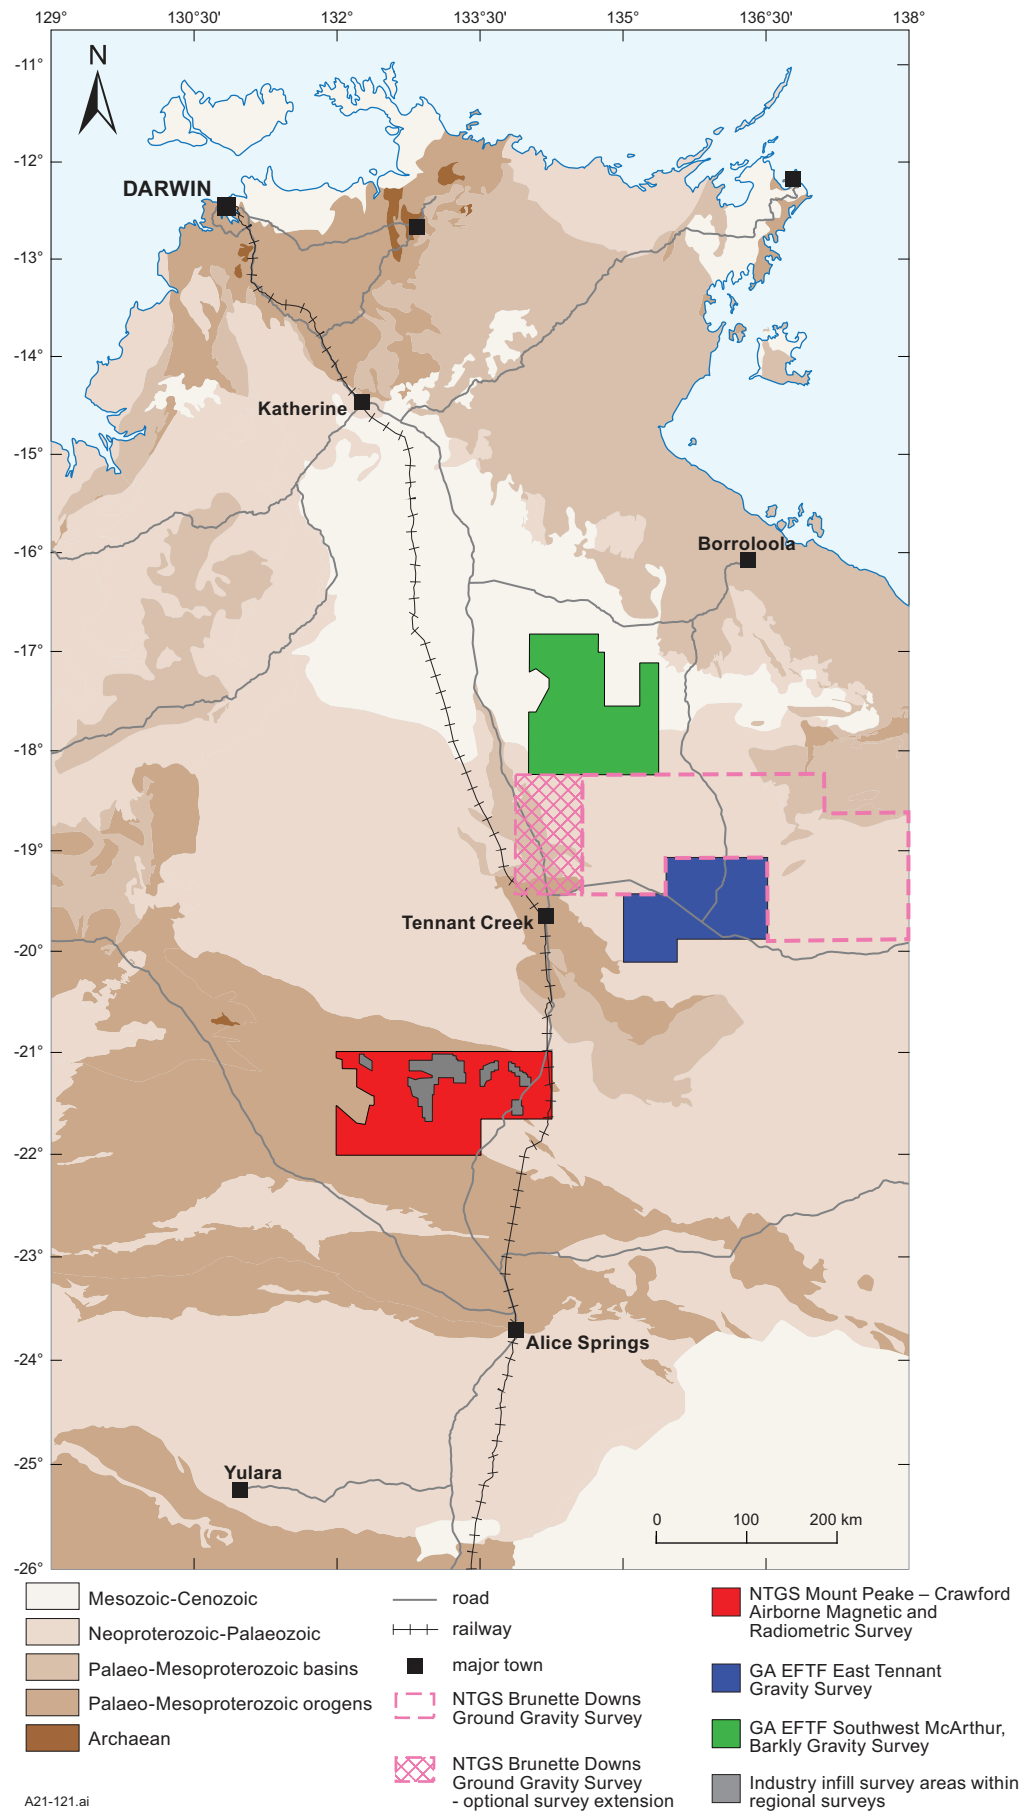 129° 130°30' 132° 133°30' 135° 136°30' 138°
-11°
N
-12°
DARWIN
-13°
-14°
Katherine
-15°
-16°
Borroloola
-17°
-18°
-19°
Tennant Creek
-20°
-21°
-22°
-23°
Alice Springs
-24°
-25°
Yulara
0 100 200 km
-26°
Mesozoic-Cenozoic
Neoproterozoic-Palaeozoic
Palaeo-Mesoproterozoic basins
Palaeo-Mesoproterozoic orogens
Archaean
A21-121.ai
road
railway
major town
NTGS Brunette Downs
Ground Gravity Survey
NTGS Brunette Downs
Ground Gravity Survey
- optional survey extension
NTGS Mount Peake – Crawford
Airborne Magnetic and
Radiometric Survey
GA EFTF East Tennant
Gravity Survey
GA EFTF Southwest McArthur,
Barkly Gravity Survey
Industry infill survey areas within
regional surveys